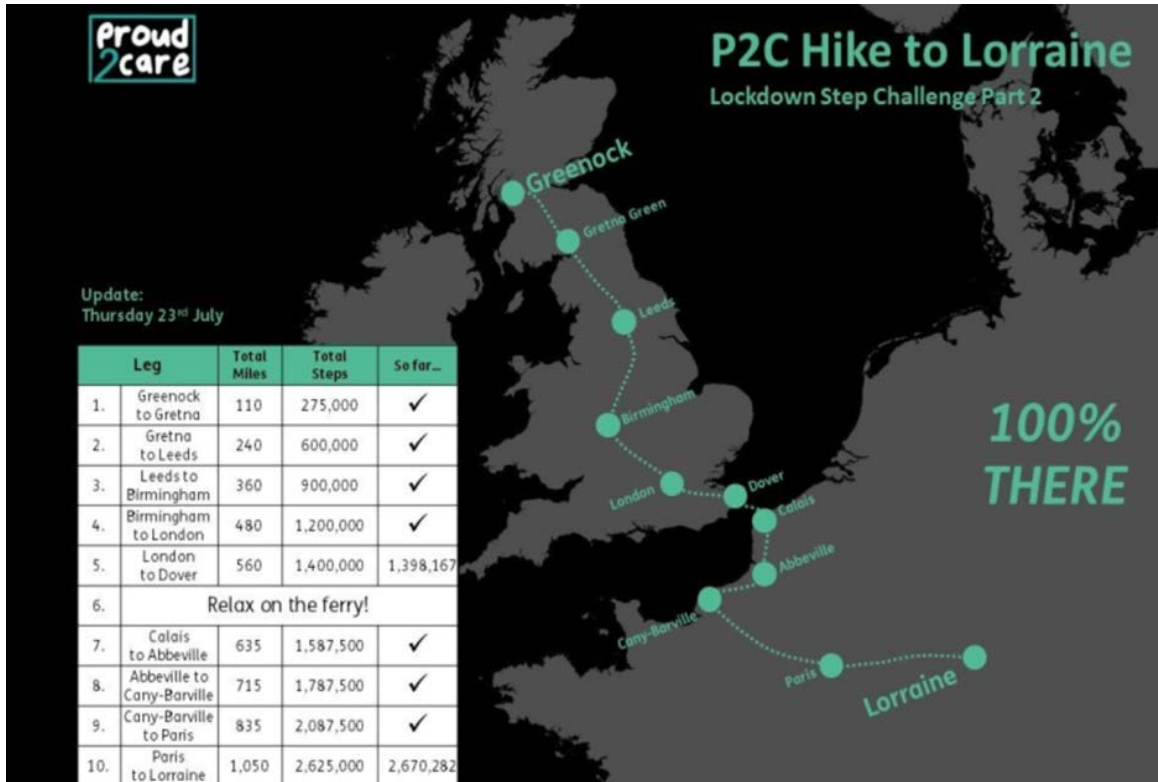 proud
2care
P2C Hike to Lorraine
Lockdown Step Challenge Part 2
Greenock
Gretna Green
Leeds
Birmingham
London
Dover
Calais
Abbeville
Cany-Barville
Paris
Lorraine
100%
THERE
Update:
Thursday 23rd July
Leg Total Miles Total Steps So far...
1. Greenock to Gretna 110 275,000 ✓
2. Gretna to Leeds 240 600,000 ✓
3. Leeds to Birmingham 360 900,000 ✓
4. Birmingham to London 480 1,200,000 ✓
5. London to Dover 560 1,400,000 1,398,167
6. Relax on the ferry!
7. Calais to Abbeville 635 1,587,500 ✓
8. Abbeville to Cany-Barville 715 1,787,500 ✓
9. Cany-Barville to Paris 835 2,087,500 ✓
10. Paris to Lorraine 1,050 2,625,000 2,670,282